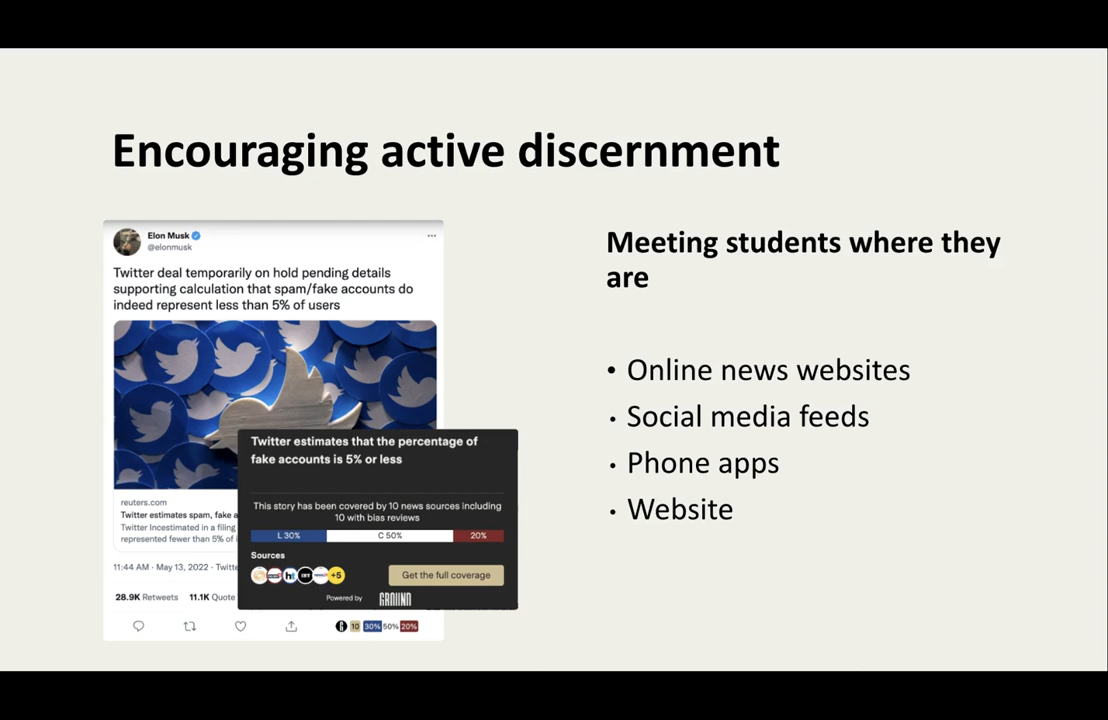 Encouraging active discernment
Elon Musk
@elonmusk
Twitter deal temporarily on hold pending details
supporting calculation that spam/fake accounts do
indeed represent less than 5% of users
reuters.com
Twitter estimates spam, fake a
Twitter Incestimated in a filing
represented fewer than 5% of i
11:44 AM · May 13, 2022 · Twitte
28.9K Retweets 11.1K Quote
10 30% 50% 20%
Twitter estimates that the percentage of
fake accounts is 5% or less
This story has been covered by 10 news sources including
10 with bias reviews
L 30% C 50% 20%
Sources
+5
Get the full coverage
Powered by GROUND
Meeting students where they
are
• Online news websites
• Social media feeds
• Phone apps
• Website